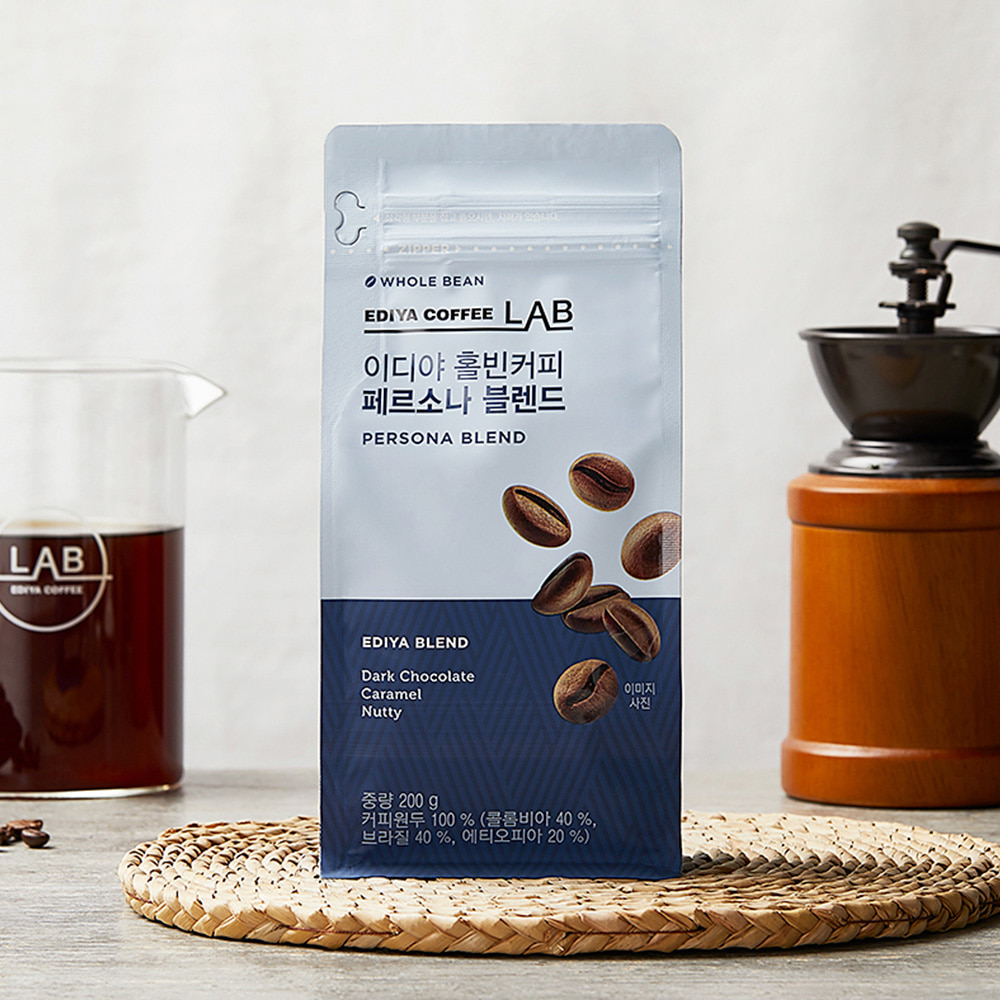 ZIPPER
WHOLE BEAN
EDIYA COFFEE LAB
이디야 홀빈커피
페르소나 블렌드
PERSONA BLEND
EDIYA BLEND
Dark Chocolate
Caramel
Nutty
이미지
사진
중량 200 g
커피원두 100 % (콜롬비아 40 %,
브라질 40 %, 에티오피아 20 %)
LAB
EDIYA COFFEE